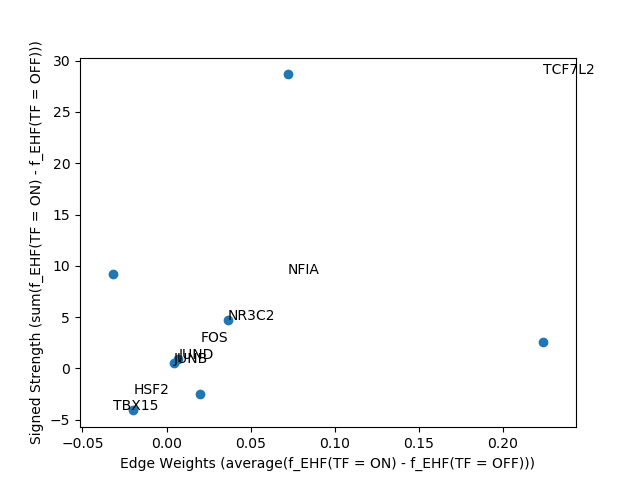 30
25
20
15
10
5
0
−5
−0.05
0.00
0.05
0.10
0.15
0.20
TCF7L2
NFIA
NR3C2
FOS
JUND
JUNB
HSF2
TBX15
Signed Strength (sum(f_EHF(TF = ON) - f_EHF(TF = OFF)))
Edge Weights (average(f_EHF(TF = ON) - f_EHF(TF = OFF)))